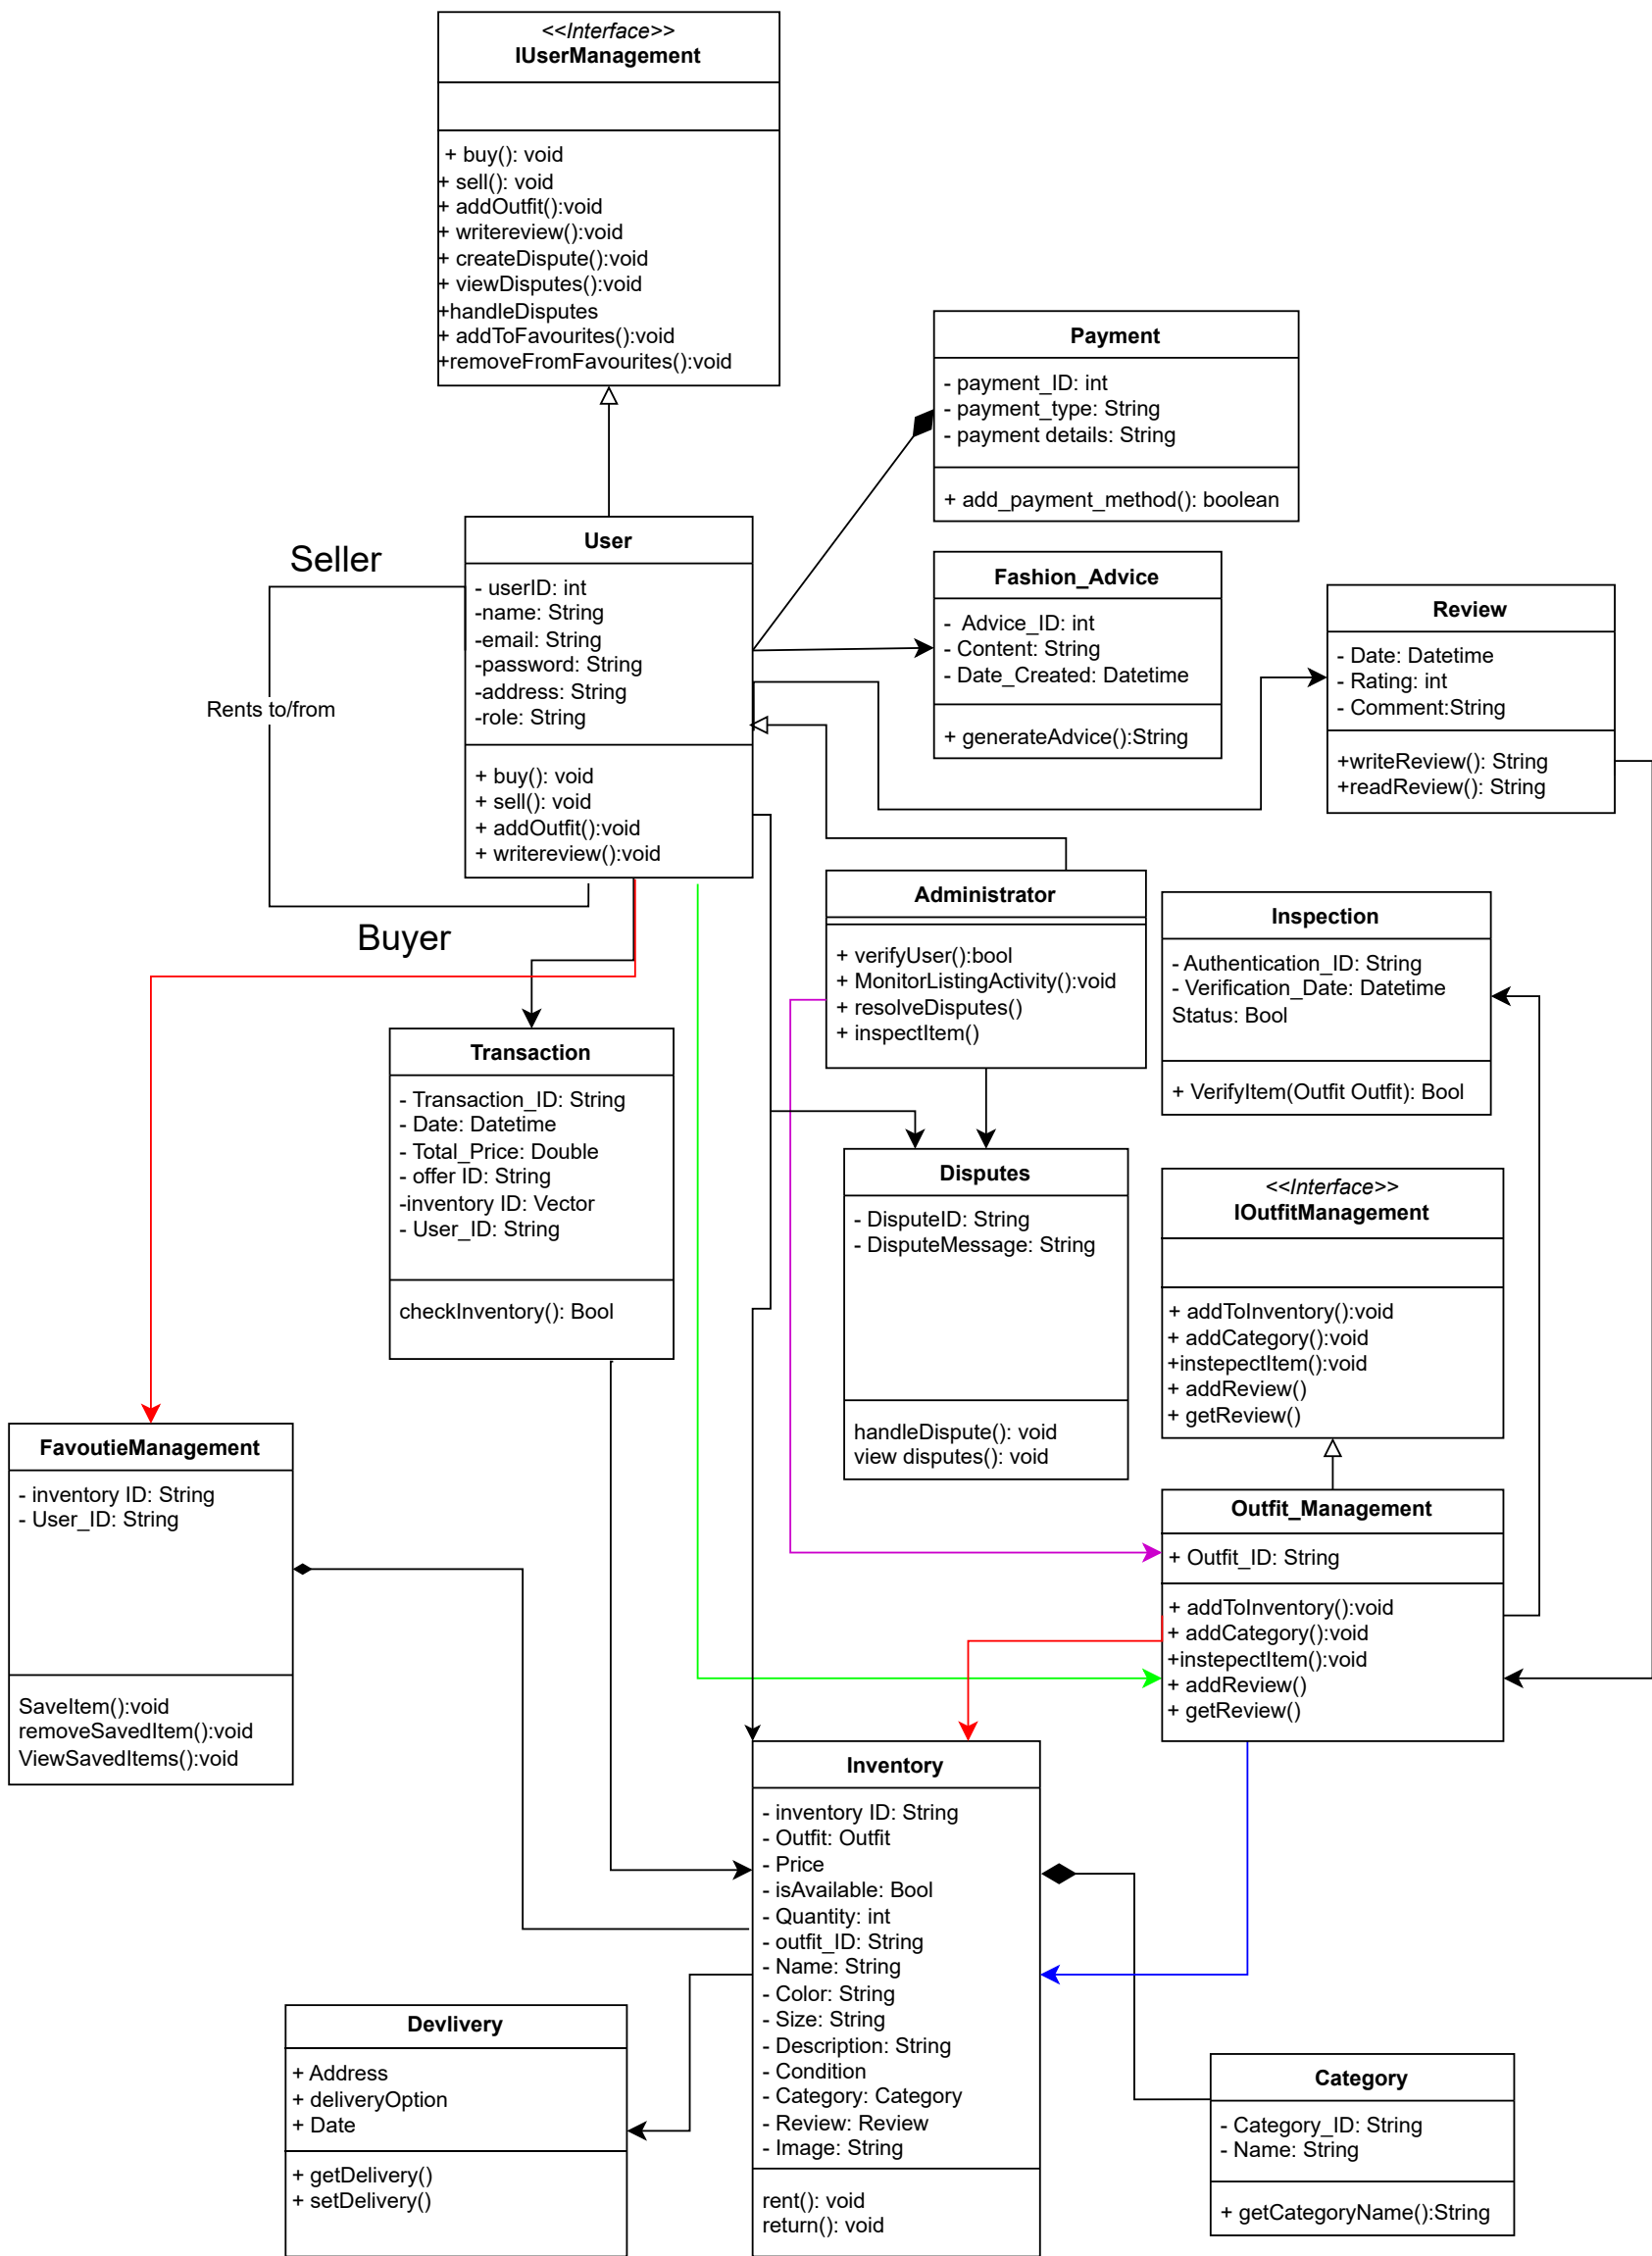 <<Interface>>
IUserManagement
+ buy(): void
+ sell(): void
+ addOutfit():void
+ writereview():void
+ createDispute():void
+ viewDisputes():void
+handleDisputes
+ addToFavourites():void
+removeFromFavourites():void
Payment
- payment_ID: int
- payment_type: String
- payment details: String
+ add_payment_method(): boolean
User
- userID: int
-name: String
-email: String
-password: String
-address: String
-role: String
+ buy(): void
+ sell(): void
+ addOutfit():void
+ writereview():void
Seller
Rents to/from
Buyer
Fashion_Advice
- Advice_ID: int
- Content: String
- Date_Created: Datetime
+ generateAdvice():String
Review
- Date: Datetime
- Rating: int
- Comment:String
+writeReview(): String
+readReview(): String
Administrator
+ verifyUser():bool
+ MonitorListingActivity():void
+ resolveDisputes()
+ inspectItem()
Inspection
- Authentication_ID: String
- Verification_Date: Datetime
Status: Bool
+ VerifyItem(Outfit Outfit): Bool
Transaction
- Transaction_ID: String
- Date: Datetime
- Total_Price: Double
- offer ID: String
-inventory ID: Vector
- User_ID: String
checkInventory(): Bool
Disputes
- DisputeID: String
- DisputeMessage: String
handleDispute(): void
view disputes(): void
<<Interface>>
IOutfitManagement
+ addToInventory():void
+ addCategory():void
+instepectItem():void
+ addReview()
+ getReview()
FavoutieManagement
- inventory ID: String
- User_ID: String
SaveItem():void
removeSavedItem():void
ViewSavedItems():void
Outfit_Management
+ Outfit_ID: String
+ addToInventory():void
+ addCategory():void
+instepectItem():void
+ addReview()
+ getReview()
Inventory
- inventory ID: String
- Outfit: Outfit
- Price
- isAvailable: Bool
- Quantity: int
- outfit_ID: String
- Name: String
- Color: String
- Size: String
- Description: String
- Condition
- Category: Category
- Review: Review
- Image: String
rent(): void
return(): void
Devlivery
+ Address
+ deliveryOption
+ Date
+ getDelivery()
+ setDelivery()
Category
- Category_ID: String
- Name: String
+ getCategoryName():String